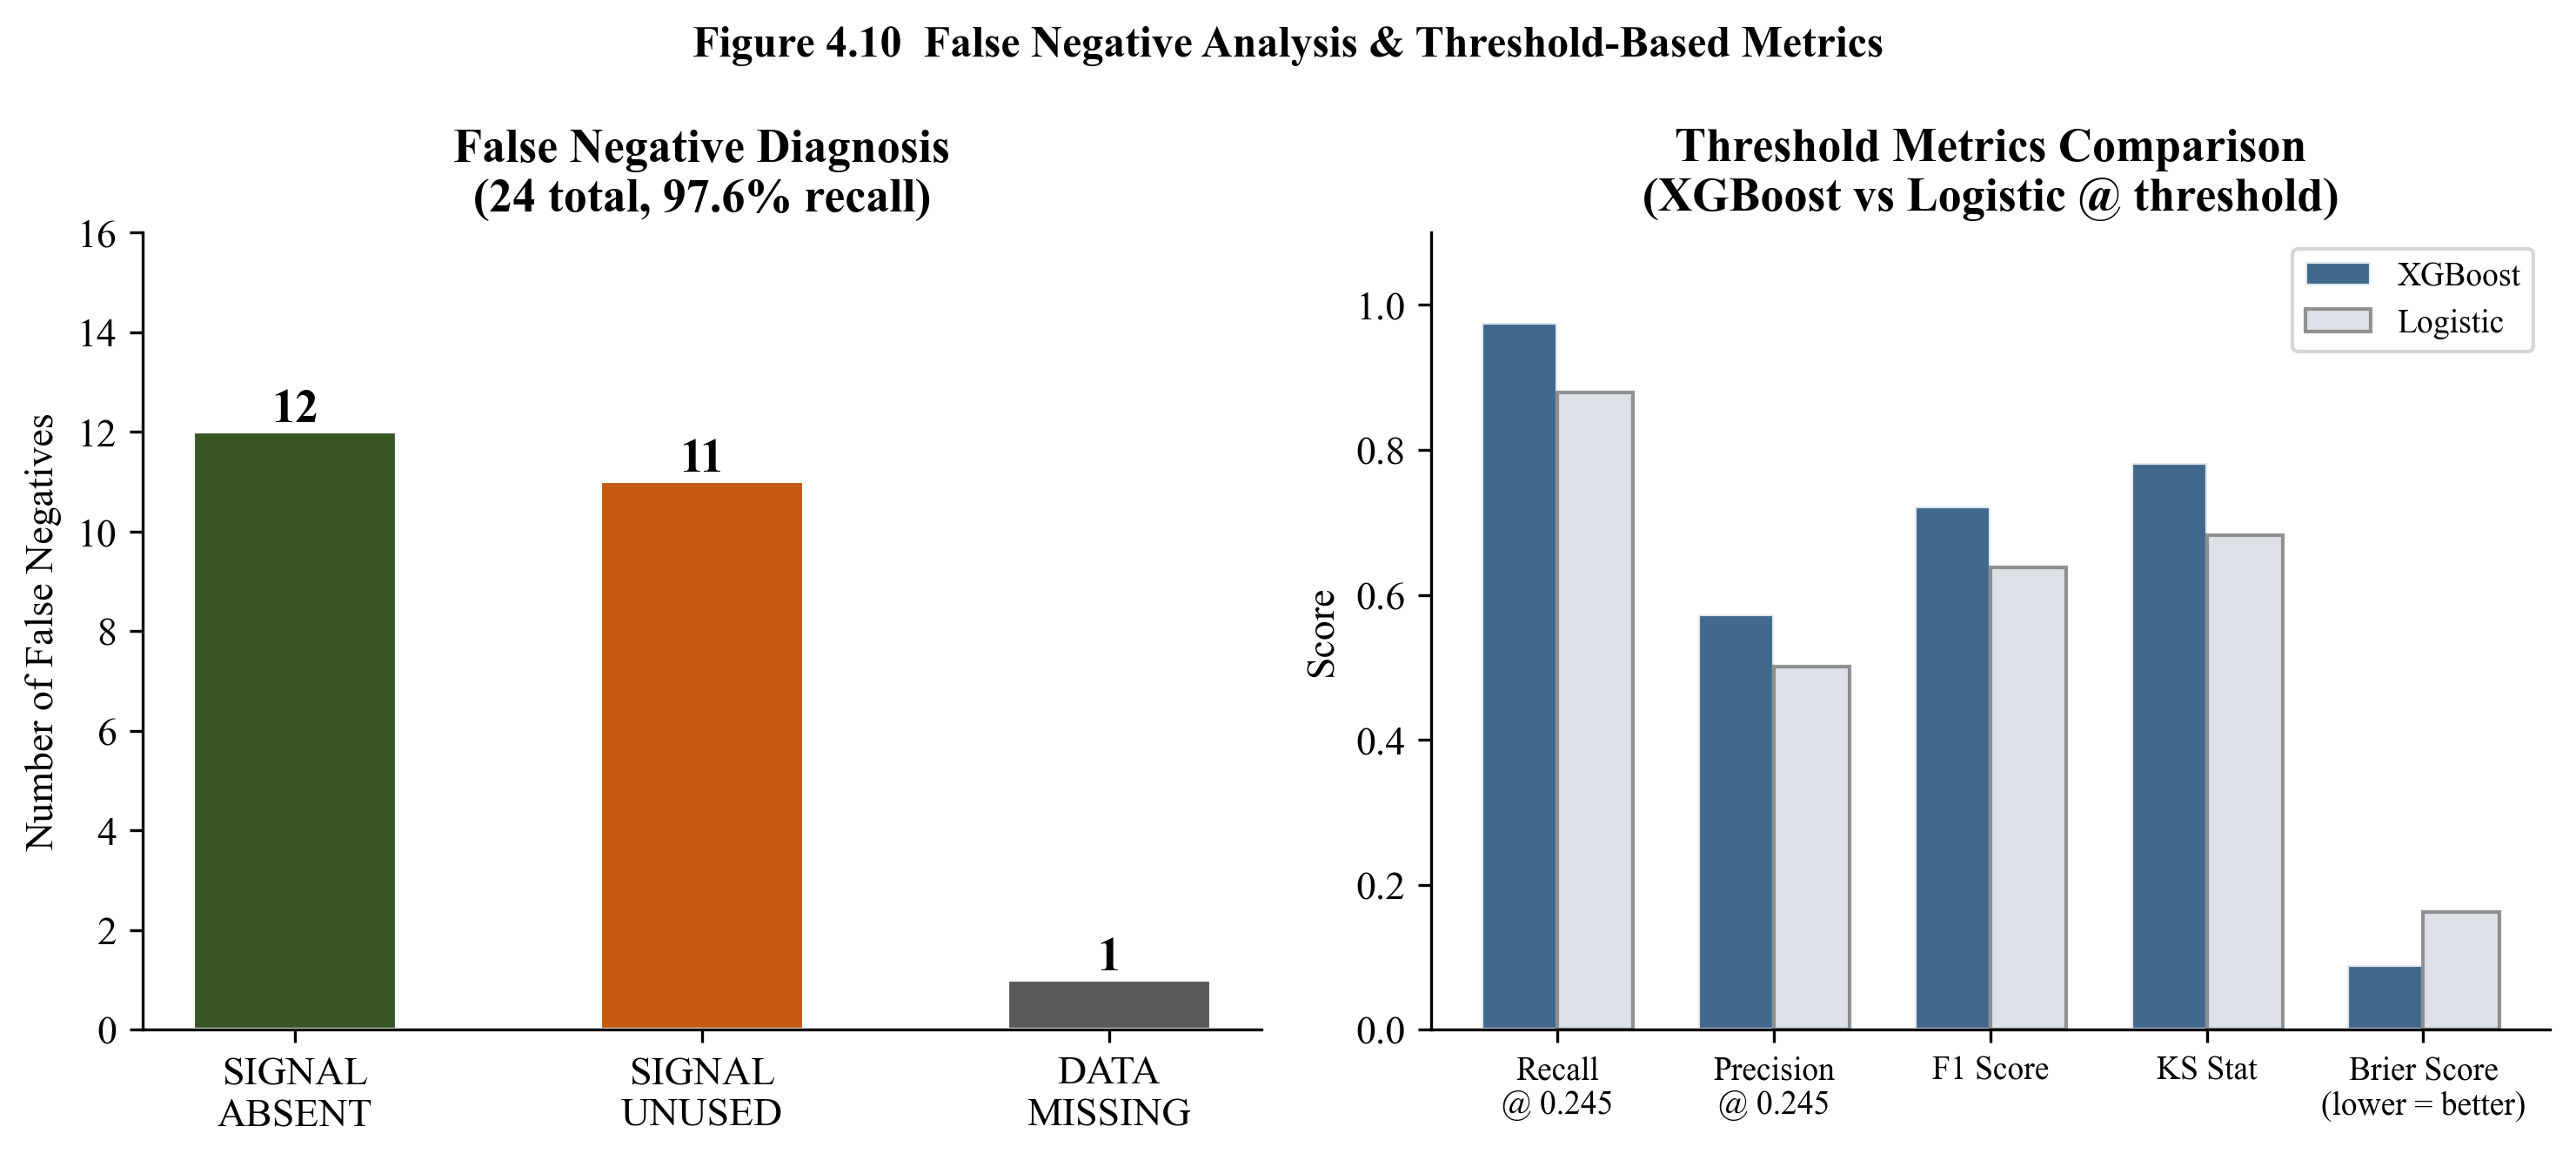 Figure 4.10  False Negative Analysis & Threshold-Based Metrics
False Negative Diagnosis
(24 total, 97.6% recall)
Number of False Negatives
16
14
12
10
8
6
4
2
0
12
11
1
SIGNAL
ABSENT
SIGNAL
UNUSED
DATA
MISSING
Threshold Metrics Comparison
(XGBoost vs Logistic @ threshold)
Score
1.0
0.8
0.6
0.4
0.2
0.0
XGBoost
Logistic
Recall
@ 0.245
Precision
@ 0.245
F1 Score
KS Stat
Brier Score
(lower = better)